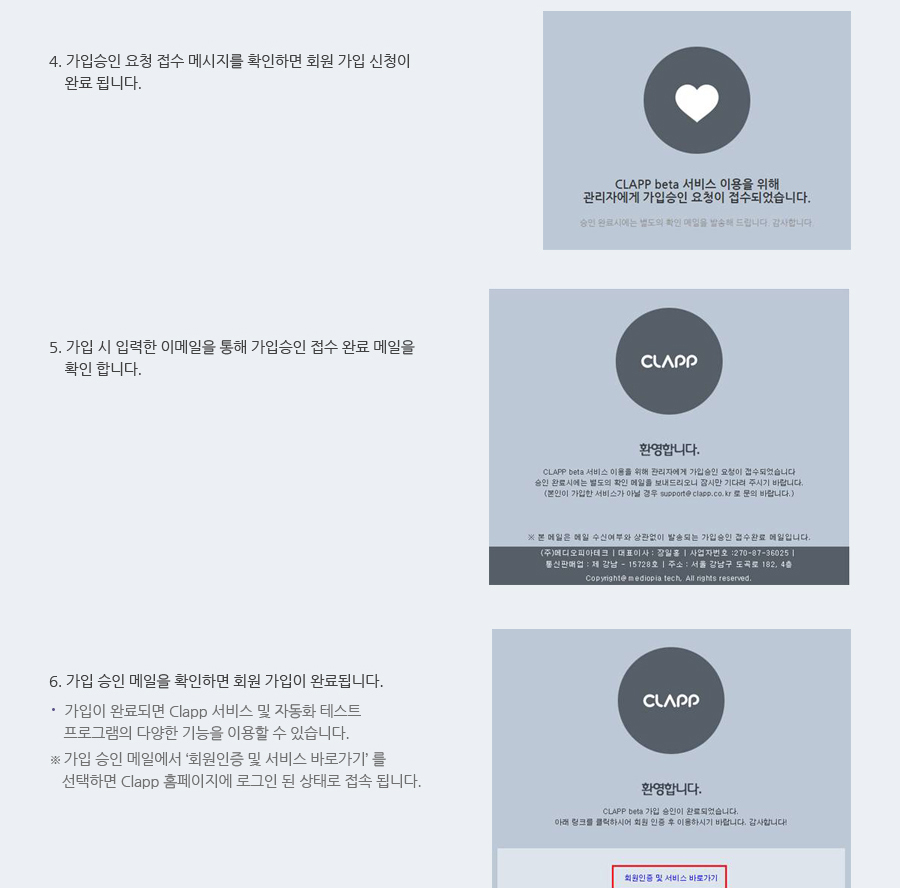 4. 가입승인 요청 접수 메시지를 확인하면 회원 가입 신청이
완료 됩니다.
CLAPP beta 서비스 이용을 위해
관리자에게 가입승인 요청이 접수되었습니다.
승인 완료시에는 별도의 확인 메일을 발송해 드립니다. 감사합니다.
5. 가입 시 입력한 이메일을 통해 가입승인 접수 완료 메일을
확인 합니다.
CLAPP
환영합니다.
CLAPP beta 서비스 이용을 위해 관리자에게 가입승인 요청이 접수되었습니다
승인 완료시에는 별도의 확인 메일을 보내드리오니 잠시만 기다려 주시기 바랍니다.
(본인이 가입한 서비스가 아닐 경우 support@clapp.co.kr 로 문의 바랍니다.)
※ 본 메일은 메일 수신여부와 상관없이 발송되는 가입승인 접수완료 메일입니다.
(주)메디오피아테크 | 대표이사 : 장일홍 | 사업자번호 :270-87-36025 |
통신판매업 : 제 강남 - 15728호 | 주소 : 서울 강남구 도곡로 182, 4층
Copyright@mediopia tech, All rights reserved.
6. 가입 승인 메일을 확인하면 회원 가입이 완료됩니다.
• 가입이 완료되면 Clapp 서비스 및 자동화 테스트
프로그램의 다양한 기능을 이용할 수 있습니다.
※ 가입 승인 메일에서 ‘회원인증 및 서비스 바로가기’ 를
선택하면 Clapp 홈페이지에 로그인 된 상태로 접속 됩니다.
CLAPP
환영합니다.
CLAPP beta 가입 승인이 완료되었습니다.
아래 링크를 클릭하시어 회원 인증 후 이용하시기 바랍니다. 감사합니다!
회원인증 및 서비스 바로가기